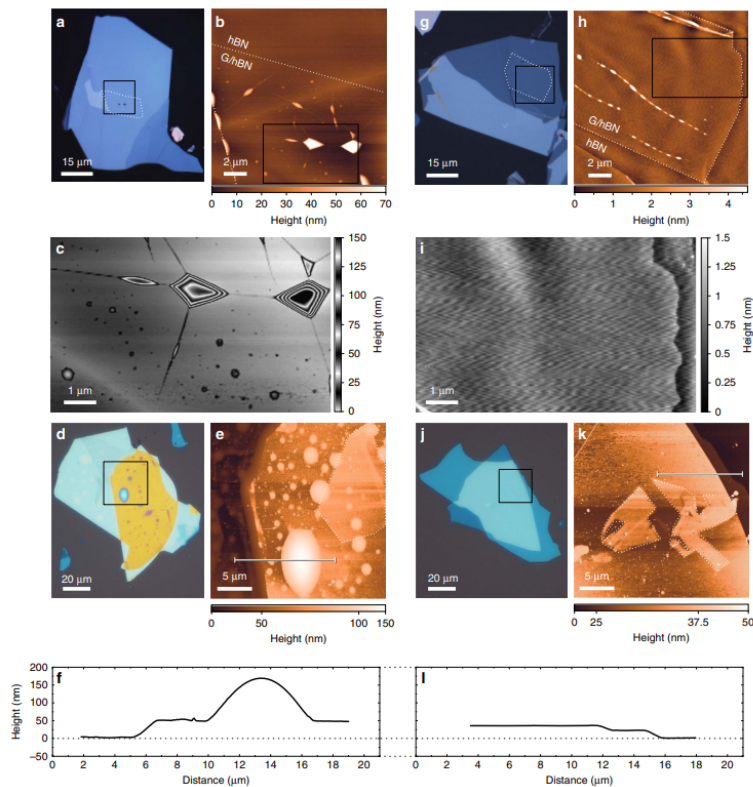 a
15 μm
b
hBN
G/hBN
2 μm
0 10 20 30 40 50 60 70
Height (nm)
g
15 μm
h
G/hBN
hBN
2 μm
0 1 2 3 4
Height (nm)
c
1 μm
150
125
100
75
50
25
0
Height (nm)
i
1 μm
1.5
1.25
1
0.75
0.5
0.25
0
Height (nm)
d
20 μm
e
5 μm
0 50 100 150
Height (nm)
j
20 μm
k
5 μm
0 25 37.5 50
Height (nm)
f
Height (nm)
200
150
100
50
0
−50
0 2 4 6 8 10 12 14 16 18 20
Distance (μm)
l
0 2 4 6 8 10 12 14 16 18 20
Distance (μm)